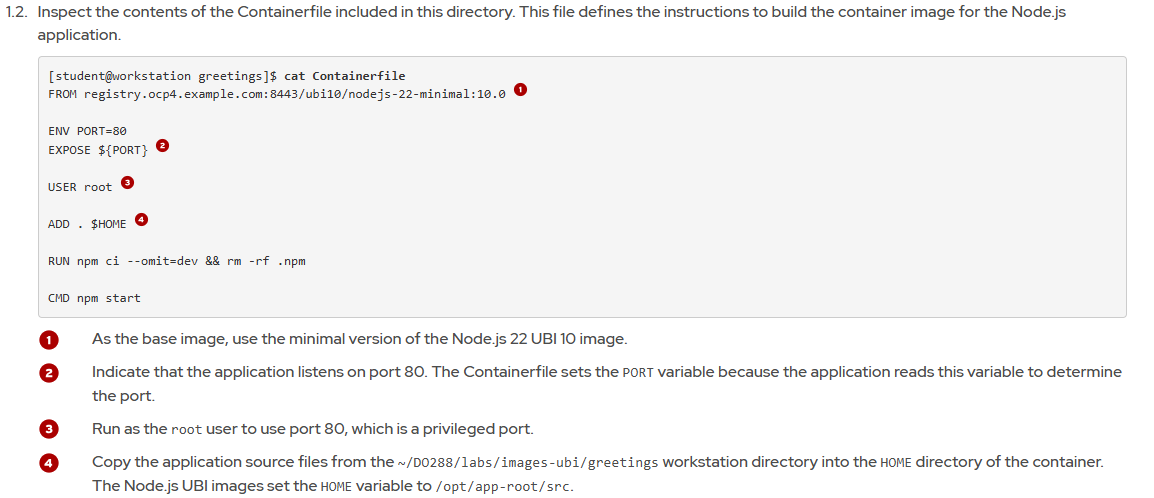 1.2. Inspect the contents of the Containerfile included in this directory. This file defines the instructions to build the container image for the Node.js
application.
[student@workstation greetings]$ cat Containerfile
FROM registry.ocp4.example.com:8443/ubi10/nodejs-22-minimal:10.0 1
ENV PORT=80
EXPOSE ${PORT} 2
USER root 3
ADD . $HOME 4
RUN npm ci --omit=dev && rm -rf .npm
CMD npm start
1 As the base image, use the minimal version of the Node.js 22 UBI 10 image.
2 Indicate that the application listens on port 80. The Containerfile sets the PORT variable because the application reads this variable to determine
the port.
3 Run as the root user to use port 80, which is a privileged port.
4 Copy the application source files from the ~/DO288/labs/images-ubi/greetings workstation directory into the HOME directory of the container.
The Node.js UBI images set the HOME variable to /opt/app-root/src.